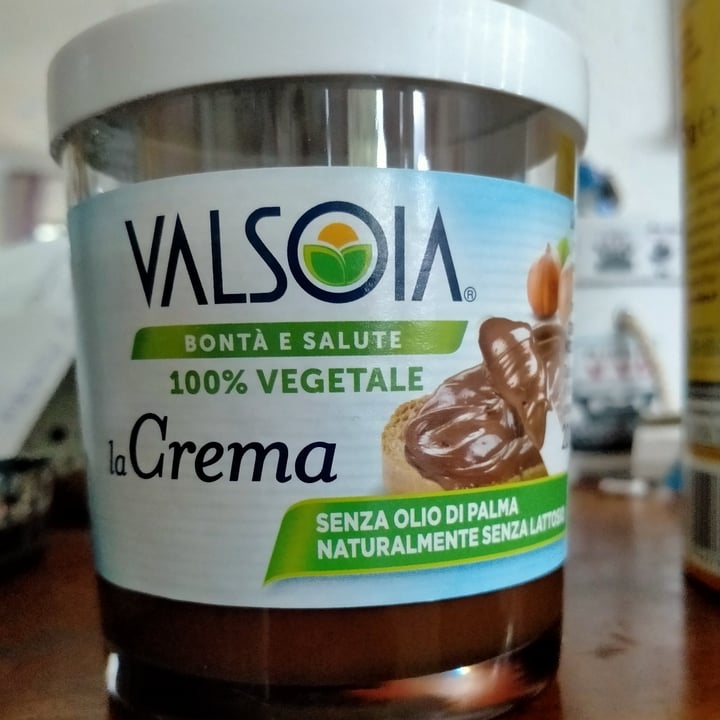 VALSOIA®
BONTÀ E SALUTE
100% VEGETALE
la Crema
SENZA OLIO DI PALMA
NATURALMENTE SENZA LATTOSIO